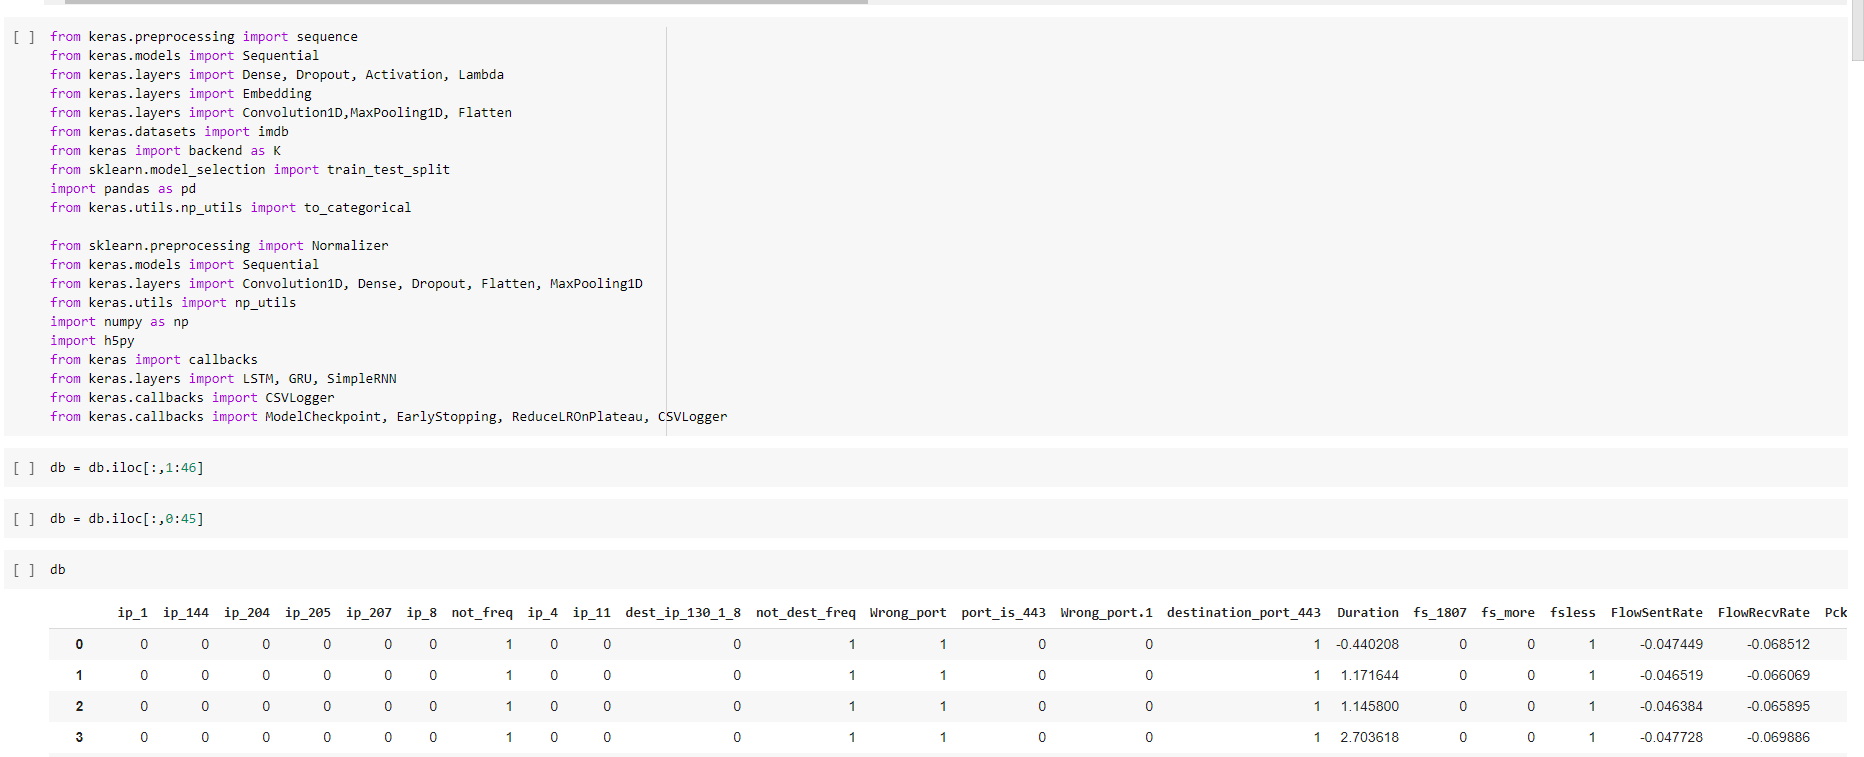 [ ] from keras.preprocessing import sequence
from keras.models import Sequential
from keras.layers import Dense, Dropout, Activation, Lambda
from keras.layers import Embedding
from keras.layers import Convolution1D,MaxPooling1D, Flatten
from keras.datasets import imdb
from keras import backend as K
from sklearn.model_selection import train_test_split
import pandas as pd
from keras.utils.np_utils import to_categorical
from sklearn.preprocessing import Normalizer
from keras.models import Sequential
from keras.layers import Convolution1D, Dense, Dropout, Flatten, MaxPooling1D
from keras.utils import np_utils
import numpy as np
import h5py
from keras import callbacks
from keras.layers import LSTM, GRU, SimpleRNN
from keras.callbacks import CSVLogger
from keras.callbacks import ModelCheckpoint, EarlyStopping, ReduceLROnPlateau, CSVLogger
[ ] db = db.iloc[:,1:46]
[ ] db = db.iloc[:,0:45]
[ ] db
ip_1 ip_144 ip_204 ip_205 ip_207 ip_8 not_freq ip_4 ip_11 dest_ip_130_1_8 not_dest_freq Wrong_port port_is_443 Wrong_port.1 destination_port_443 Duration fs_1807 fs_more fsless FlowSentRate FlowRecvRate Pck
0 0 0 0 0 0 0 1 0 0 0 1 1 0 0 1 -0.440208 0 0 1 -0.047449 -0.068512
1 0 0 0 0 0 0 1 0 0 0 1 1 0 0 1 1.171644 0 0 1 -0.046519 -0.066069
2 0 0 0 0 0 0 1 0 0 0 1 1 0 0 1 1.145800 0 0 1 -0.046384 -0.065895
3 0 0 0 0 0 0 1 0 0 0 1 1 0 0 1 2.703618 0 0 1 -0.047728 -0.069886